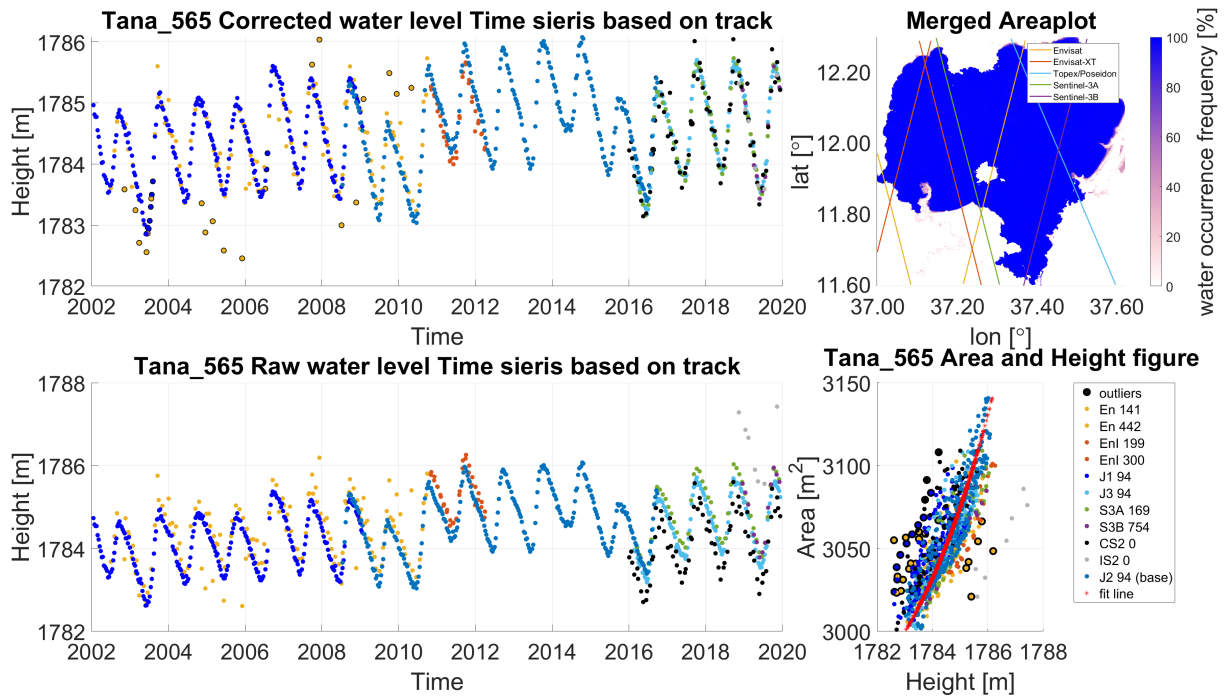 Tana_565 Corrected water level Time sieris based on track
1786
1785
1784
1783
1782
Height [m]
2002 2004 2006 2008 2010 2012 2014 2016 2018 2020
Time
Merged Areaplot
12.20
12.00
11.80
11.60
lat [°]
37.00 37.20 37.40 37.60
lon [°]
Envisat
Envisat-XT
Topex/Poseidon
Sentinel-3A
Sentinel-3B
100
80
60
40
20
0
water occurrence frequency [%]
Tana_565 Raw water level Time sieris based on track
1788
1786
1784
1782
Height [m]
2002 2004 2006 2008 2010 2012 2014 2016 2018 2020
Time
Tana_565 Area and Height figure
3150
3100
3050
3000
Area [m²]
1782 1784 1786 1788
Height [m]
outliers
En 141
En 442
EnI 199
EnI 300
J1 94
J3 94
S3A 169
S3B 754
CS2 0
IS2 0
J2 94 (base)
fit line